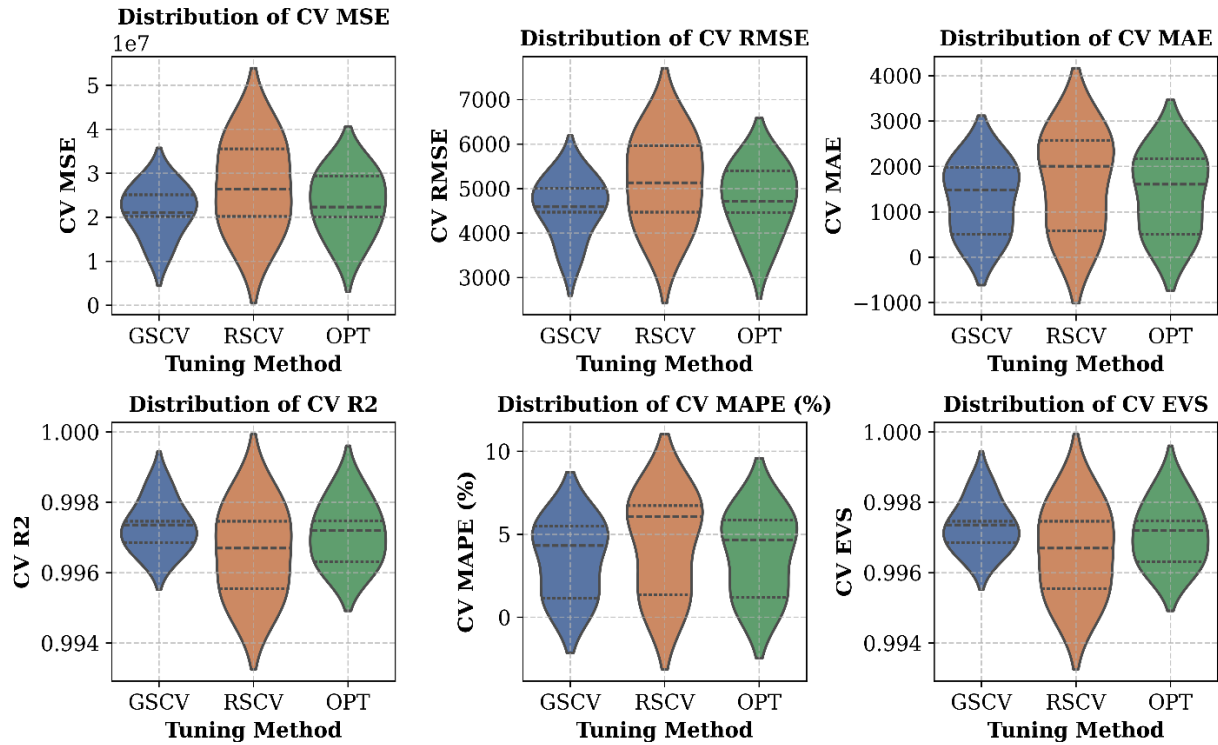 Distribution of CV MSE
1e7
CV MSE
5
4
3
2
1
0
GSCV RSCV OPT
Tuning Method
Distribution of CV RMSE
CV RMSE
7000
6000
5000
4000
3000
GSCV RSCV OPT
Tuning Method
Distribution of CV MAE
CV MAE
4000
3000
2000
1000
0
−1000
GSCV RSCV OPT
Tuning Method
Distribution of CV R2
CV R2
1.000
0.998
0.996
0.994
GSCV RSCV OPT
Tuning Method
Distribution of CV MAPE (%)
CV MAPE (%)
10
5
0
GSCV RSCV OPT
Tuning Method
Distribution of CV EVS
CV EVS
1.000
0.998
0.996
0.994
GSCV RSCV OPT
Tuning Method